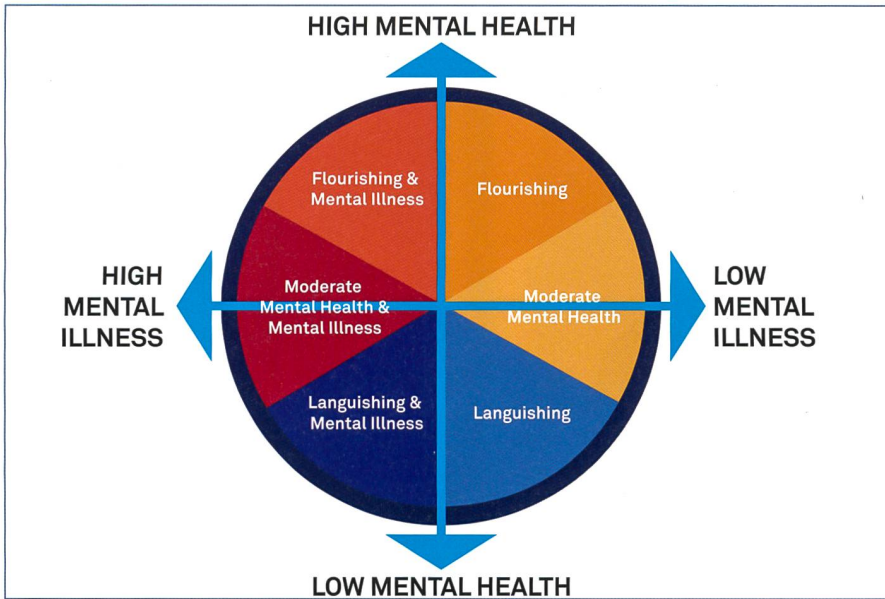 HIGH MENTAL HEALTH
Flourishing &
Mental Illness
Flourishing
HIGH
MENTAL
ILLNESS
Moderate
Mental Health &
Mental Illness
Moderate
Mental Health
LOW
MENTAL
ILLNESS
Languishing &
Mental Illness
Languishing
LOW MENTAL HEALTH